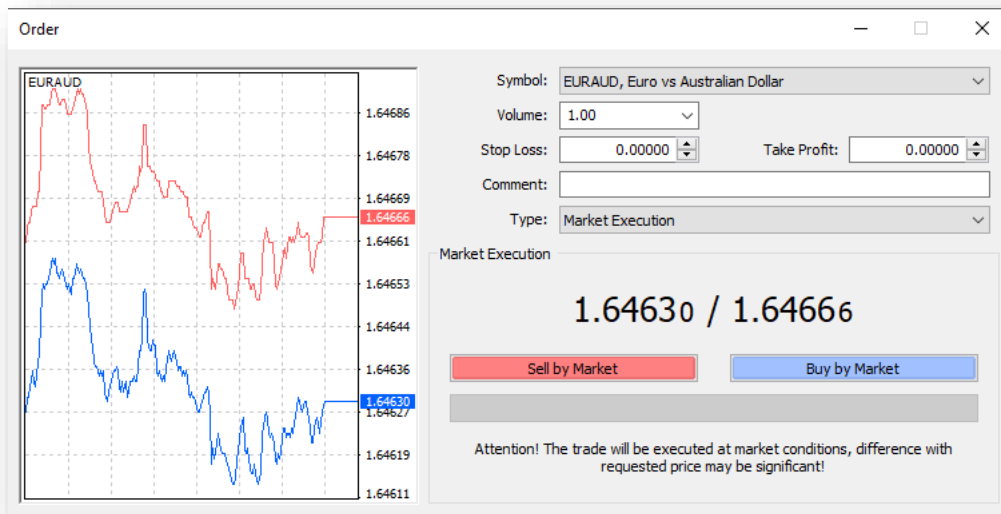 Order
EURAUD
1.64686
1.64678
1.64669
1.64666
1.64661
1.64653
1.64644
1.64636
1.64630
1.64627
1.64619
1.64611
Symbol: EURAUD, Euro vs Australian Dollar
Volume: 1.00
Stop Loss: 0.00000 Take Profit: 0.00000
Comment:
Type: Market Execution
Market Execution
1.64630 / 1.64666
Sell by Market Buy by Market
Attention! The trade will be executed at market conditions, difference with
requested price may be significant!